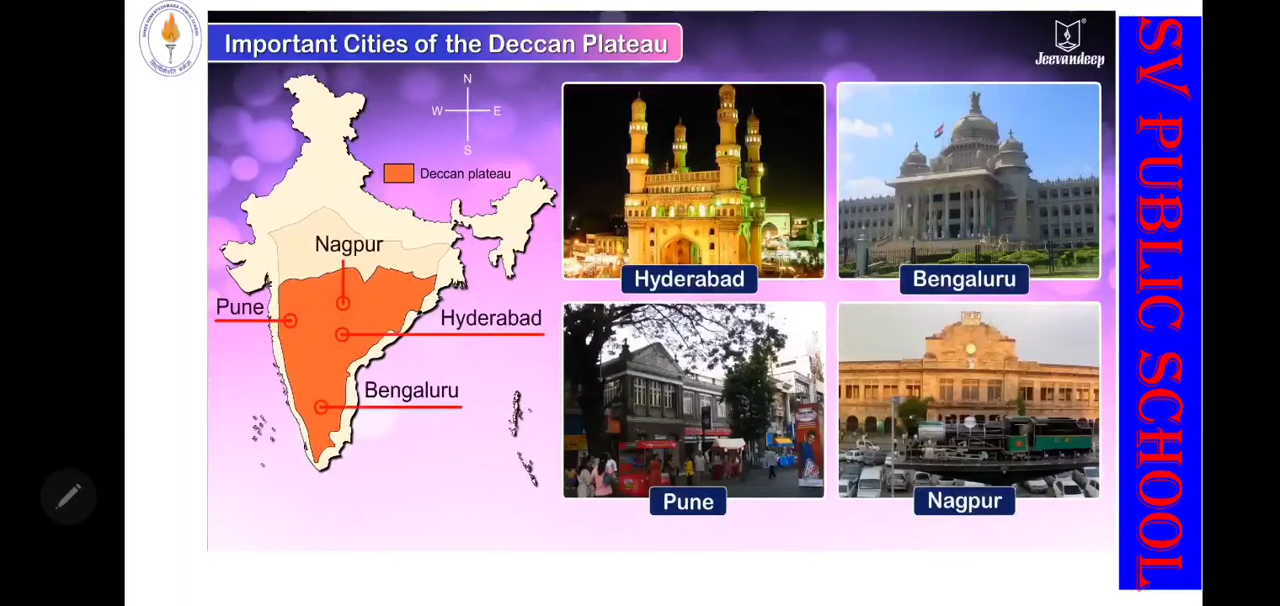 Important Cities of the Deccan Plateau
Jeevandeep
N
W
E
S
Deccan plateau
Nagpur
Pune
Hyderabad
Bengaluru
Hyderabad
Bengaluru
Pune
Nagpur
SV PUBLIC SCHOOL